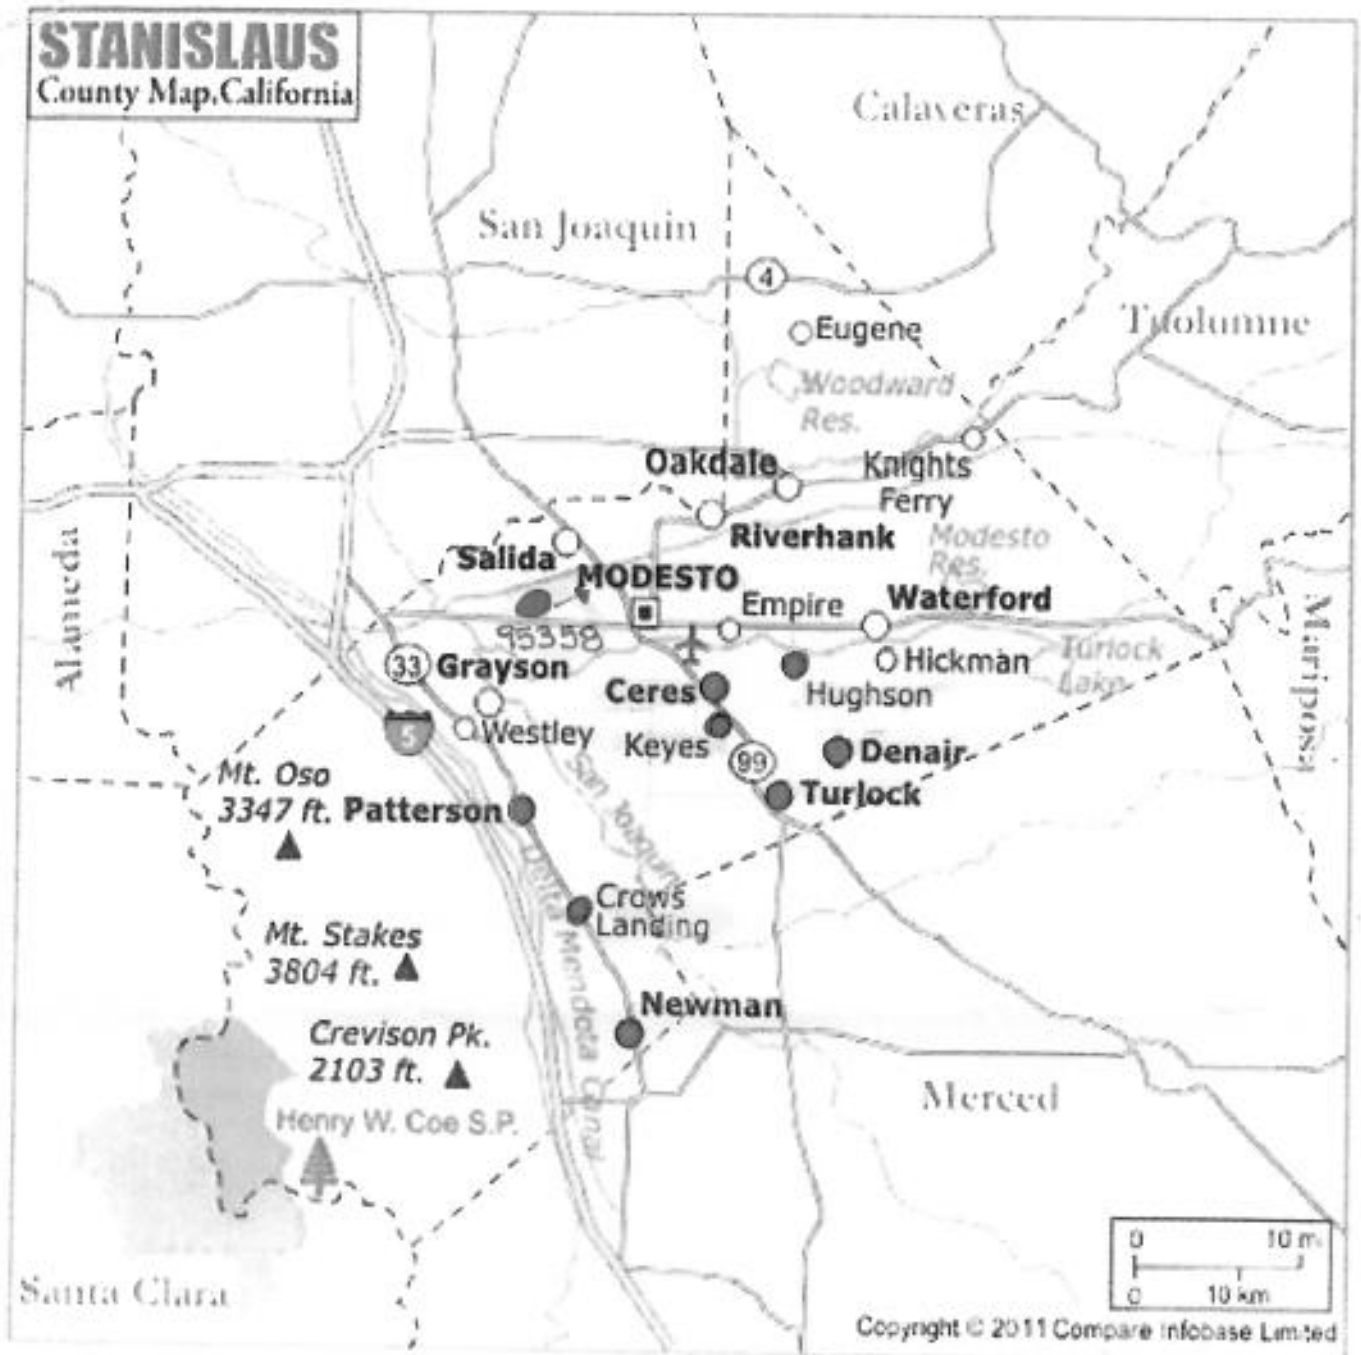 STANISLAUS
County Map,California
Calaveras
San Joaquin
4
Eugene
Tuolumne
Woodward
Res.
Oakdale
Knights
Ferry
Riverhank
Modesto
Res.
Salida
MODESTO
Empire
Waterford
95358
Alameda
Mariposa
33
Grayson
Hickman
Turlock
Lake
Ceres
Hughson
5
Westley
Keyes
99
Denair
San Joaquin
Mt. Oso
3347 ft.
Patterson
Turlock
Delta Mendota Canal
Crows
Landing
Mt. Stakes
3804 ft.
Newman
Crevison Pk.
2103 ft.
Merced
Henry W. Coe S.P.
0 10 m
0 10 km
Santa Clara
Copyright © 2011 Compare Infobase Limited